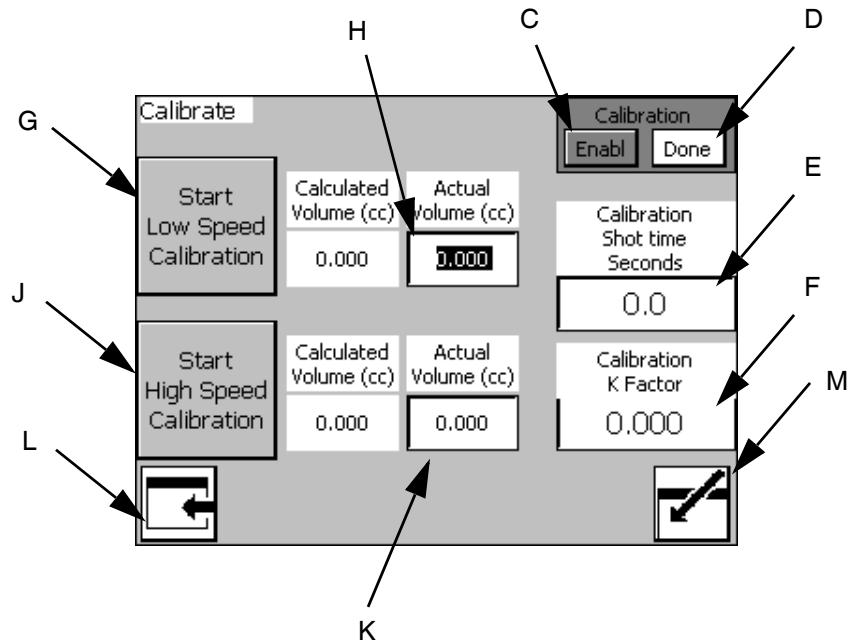 H
C
D
G
Calibrate
Calibration
Enabl
Done
E
Start
Low Speed
Calibration
Calculated
Volume (cc)
Actual
Volume (cc)
0.000
0.000
Calibration
Shot time
Seconds
0.0
J
F
Start
High Speed
Calibration
Calculated
Volume (cc)
Actual
Volume (cc)
0.000
0.000
Calibration
K Factor
0.000
M
L
K